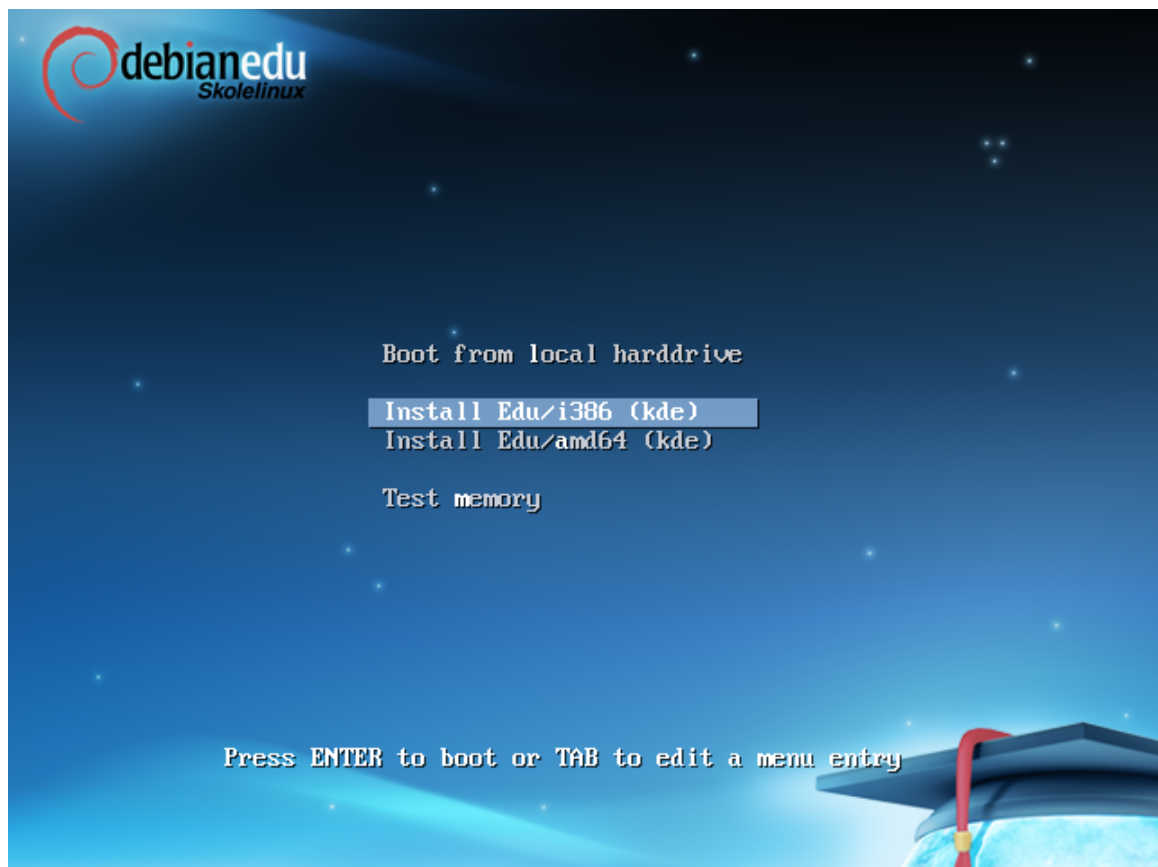 debianedu
Skolelinux
Boot from local harddrive
Install Edu/i386 (kde)
Install Edu/amd64 (kde)
Test memory
Press ENTER to boot or TAB to edit a menu entry